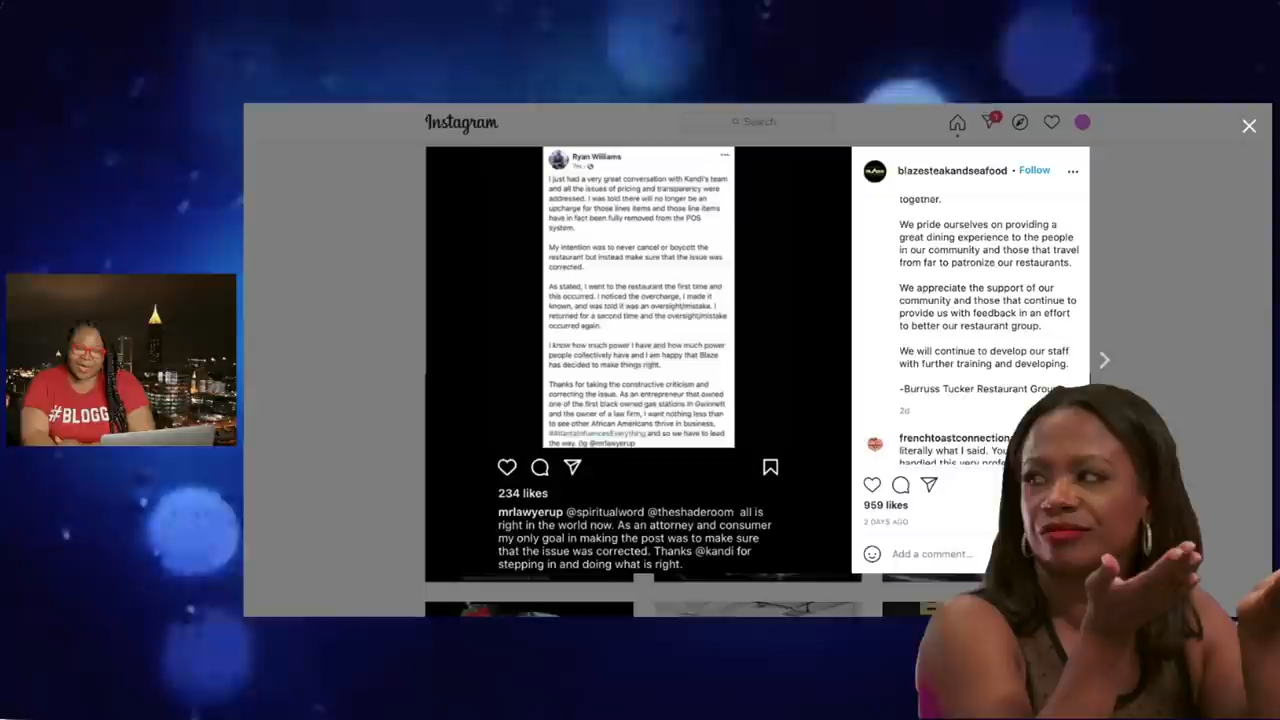 Instagram
Search
1
Ryan Williams
I just had a very great conversation with Kandi's team
and all the issues of pricing and transparency were
addressed. I was told there will no longer be an
upcharge for those lines items and those line items
have in fact been fully removed from the POS
system.
My intention was to never cancel or boycott the
restaurant but instead make sure that the issue was
corrected.
As stated, I went to the restaurant the first time and
this occurred. I noticed the overcharge, I made it
known, and was told it was an oversight/mistake. I
returned for a second time and the oversight/mistake
occurred again.
I know how much power I have and how much power
people collectively have and I am happy that Blaze
has decided to make things right.
Thanks for taking the constructive criticism and
correcting the issue. As an entrepreneur that owned
one of the first black owned gas stations in Gwinnett
and the owner of a law firm, I want nothing less than
to see other African Americans thrive in business,
#AtlantaInfluencesEverything and so we have to lead
the way. (Ig @mrlawyerup
234 likes
mrlawyerup @spiritualword @theshaderoom all is
right in the world now. As an attorney and consumer
my only goal in making the post was to make sure
that the issue was corrected. Thanks @kandi for
stepping in and doing what is right.
blazesteakandseafood · Follow
together.
We pride ourselves on providing a
great dining experience to the people
in our community and those that travel
from far to patronize our restaurants.
We appreciate the support of our
community and those that continue to
provide us with feedback in an effort
to better our restaurant group.
We will continue to develop our staff
with further training and developing.
-Burruss Tucker Restaurant Grou
2d
frenchtoastconnection
literally what I said. You
handled this very profe
959 likes
2 DAYS AGO
Add a comment...
#BLOGG